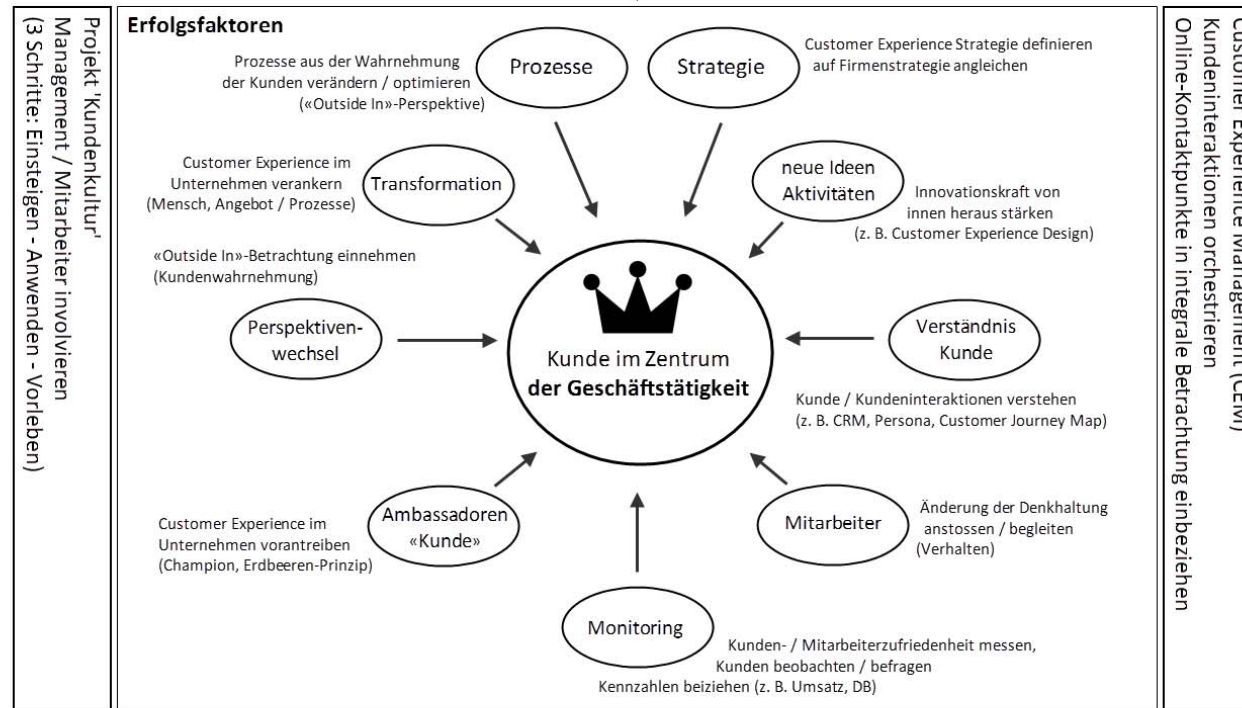 Projekt 'Kundenkultur'
Management / Mitarbeiter involvieren
(3 Schritte: Einsteigen - Anwenden - Vorleben)
Erfolgsfaktoren
Prozesse aus der Wahrnehmung
der Kunden verändern / optimieren
(«Outside In»-Perspektive)
Prozesse
Strategie
Customer Experience Strategie definieren
auf Firmenstrategie angleichen
Customer Experience im
Unternehmen verankern
(Mensch, Angebot / Prozesse)
Transformation
neue Ideen
Aktivitäten
Innovationskraft von
innen heraus stärken
(z. B. Customer Experience Design)
«Outside In»-Betrachtung einnehmen
(Kundenwahrnehmung)
Perspektiven-
wechsel
Kunde im Zentrum
der Geschäftstätigkeit
Verständnis
Kunde
Kunde / Kundeninteraktionen verstehen
(z. B. CRM, Persona, Customer Journey Map)
Customer Experience im
Unternehmen vorantreiben
(Champion, Erdbeeren-Prinzip)
Ambassadoren
«Kunde»
Mitarbeiter
Änderung der Denkhaltung
anstossen / begleiten
(Verhalten)
Monitoring
Kunden- / Mitarbeiterzufriedenheit messen,
Kunden beobachten / befragen
Kennzahlen beiziehen (z. B. Umsatz, DB)
Customer Experience Management (CEM)
Kundeninteraktionen orchestrieren
Online-Kontaktpunkte in integrale Betrachtung einbeziehen